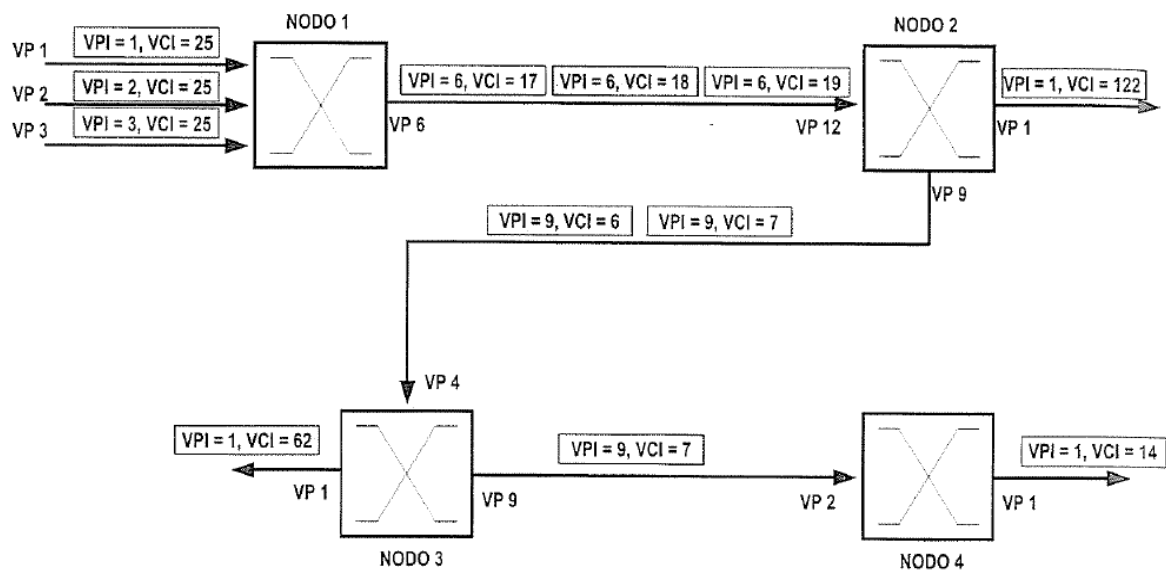 NODO 1
NODO 2
VP 1
VPI = 1, VCI = 25
VPI = 6, VCI = 17
VPI = 6, VCI = 18
VPI = 6, VCI = 19
VPI = 1, VCI = 122
VP 2
VPI = 2, VCI = 25
VP 3
VPI = 3, VCI = 25
VP 6
VP 12
VP 1
VP 9
VPI = 9, VCI = 6
VPI = 9, VCI = 7
VP 4
VPI = 1, VCI = 62
VPI = 9, VCI = 7
VPI = 1, VCI = 14
VP 1
VP 9
VP 2
VP 1
NODO 3
NODO 4